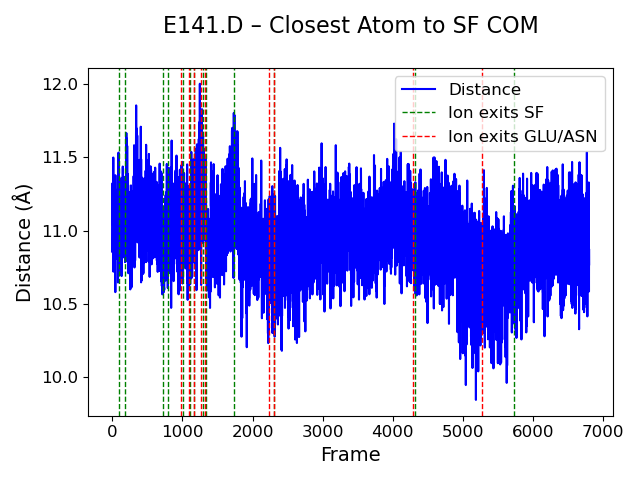 E141.D – Closest Atom to SF COM
Distance (Å)
12.0
11.5
11.0
10.5
10.0
Distance
Ion exits SF
Ion exits GLU/ASN
0 1000 2000 3000 4000 5000 6000 7000
Frame